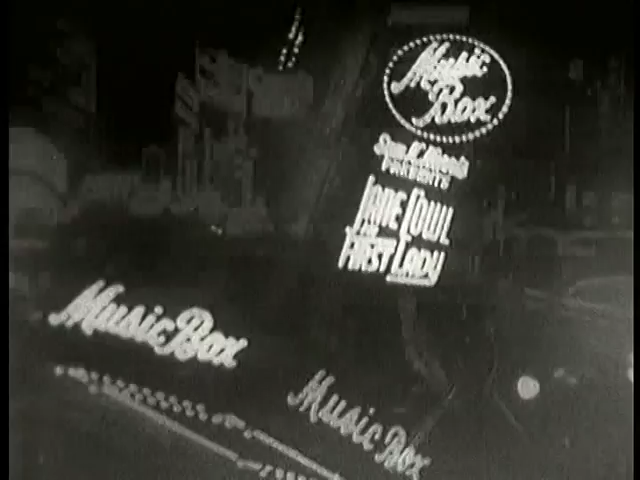 Music
Box
Sam H. Harris
PRESENTS
JANE COWL
IN
FIRST LADY
Music Box
Music Box